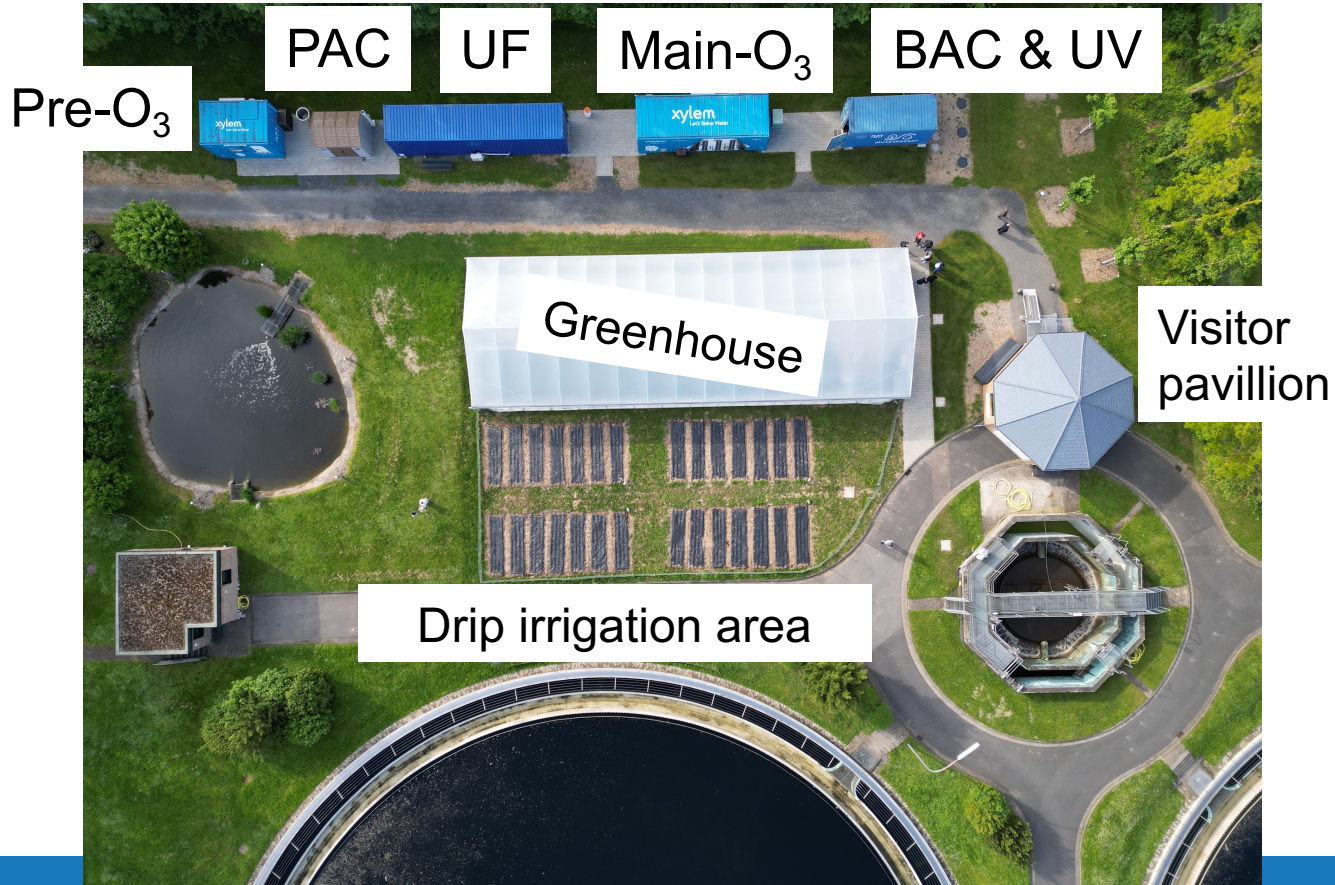 PAC
UF
Main-O₃
BAC & UV
Pre-O₃
xylem
Let's Solve Water
xylem
Let's Solve Water
Greenhouse
Visitor
pavillion
Drip irrigation area